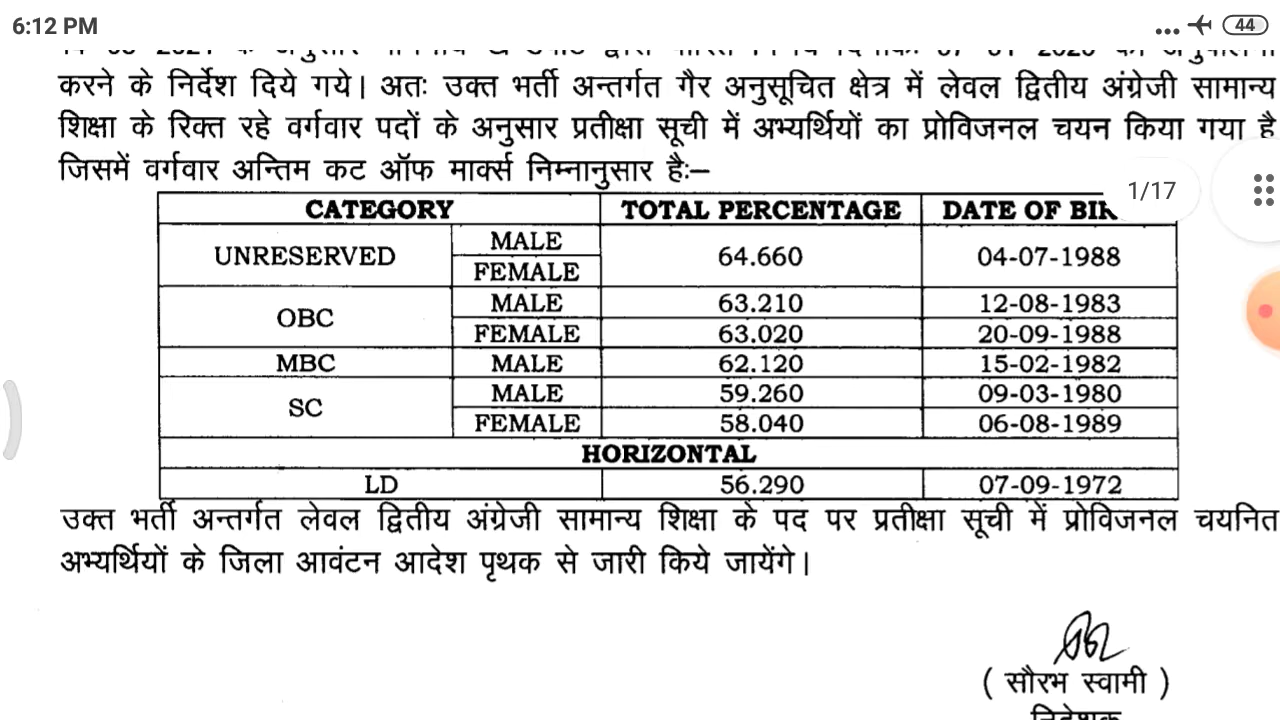 6:12 PM
44
करने के निर्देश दिये गये। अतः उक्त भर्ती अन्तर्गत गैर अनुसूचित क्षेत्र में लेवल द्वितीय अंग्रेजी सामान्य
शिक्षा के रिक्त रहे वर्गवार पदों के अनुसार प्रतीक्षा सूची में अभ्यर्थियों का प्रोविजनल चयन किया गया है
जिसमें वर्गवार अन्तिम कट ऑफ मार्क्स निम्नानुसार है:–
1/17
CATEGORY TOTAL PERCENTAGE DATE OF
UNRESERVED MALE 64.660 04-07-1988
FEMALE
OBC MALE 63.210 12-08-1983
FEMALE 63.020 20-09-1988
MBC MALE 62.120 15-02-1982
SC MALE 59.260 09-03-1980
FEMALE 58.040 06-08-1989
HORIZONTAL
LD 56.290 07-09-1972
उक्त भर्ती अन्तर्गत लेवल द्वितीय अंग्रेजी सामान्य शिक्षा के पद पर प्रतीक्षा सूची में प्रोविजनल चयनित
अभ्यर्थियों के जिला आवंटन आदेश पृथक से जारी किये जायेंगे।
( सौरभ स्वामी )
निदेशक